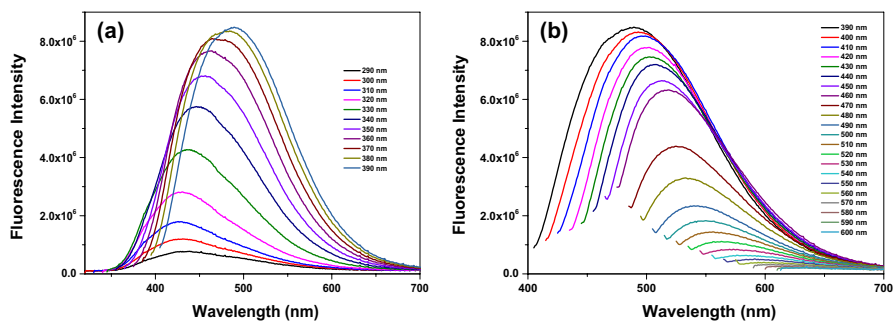 (a)
Fluorescence Intensity
8.0x10⁶
6.0x10⁶
4.0x10⁶
2.0x10⁶
0.0
400
500
600
700
Wavelength (nm)
290 nm
300 nm
310 nm
320 nm
330 nm
340 nm
350 nm
360 nm
370 nm
380 nm
390 nm
(b)
Fluorescence Intensity
8.0x10⁶
6.0x10⁶
4.0x10⁶
2.0x10⁶
0.0
400
500
600
700
Wavelength (nm)
390 nm
400 nm
410 nm
420 nm
430 nm
440 nm
450 nm
460 nm
470 nm
480 nm
490 nm
500 nm
510 nm
520 nm
530 nm
540 nm
550 nm
560 nm
570 nm
580 nm
590 nm
600 nm